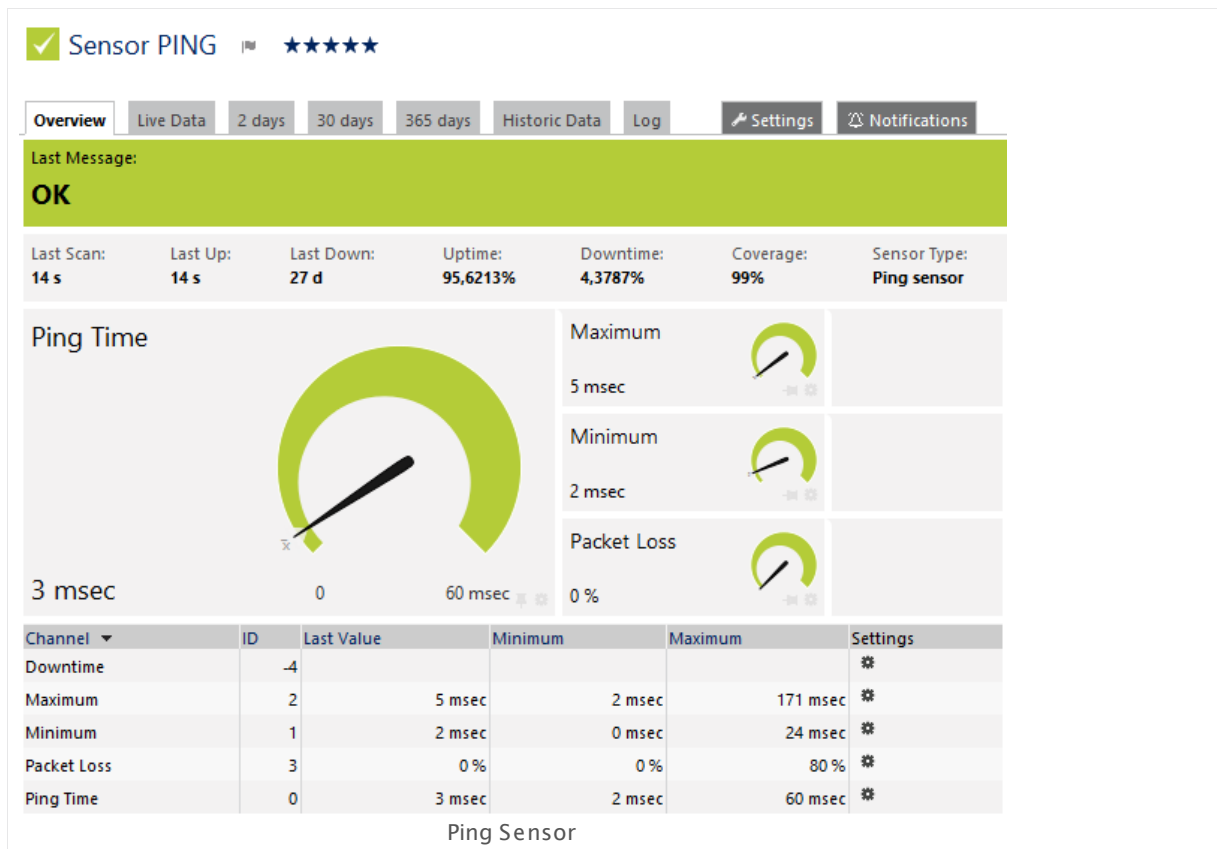 Sensor PING
Overview Live Data 2 days 30 days 365 days Historic Data Log Settings Notifications
Last Message:
OK
Last Scan: Last Up: Last Down: Uptime: Downtime: Coverage: Sensor Type:
14 s 14 s 27 d 95,6213% 4,3787% 99% Ping sensor
Ping Time
x
3 msec
0 60 msec
Maximum
5 msec
Minimum
2 msec
Packet Loss
0 %
Channel ID Last Value Minimum Maximum Settings
Downtime -4
Maximum 2 5 msec 2 msec 171 msec
Minimum 1 2 msec 0 msec 24 msec
Packet Loss 3 0 % 0 % 80 %
Ping Time 0 3 msec 2 msec 60 msec
Ping Sensor